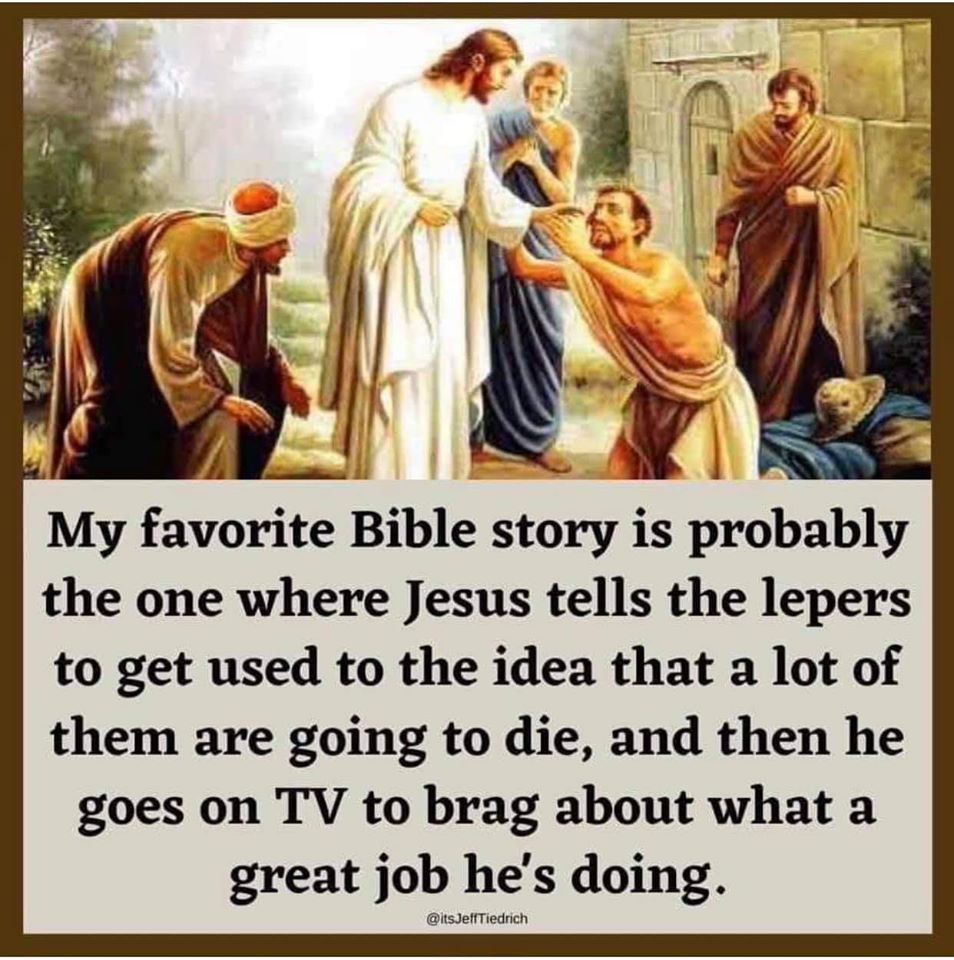 My favorite Bible story is probably
the one where Jesus tells the lepers
to get used to the idea that a lot of
them are going to die, and then he
goes on TV to brag about what a
great job he's doing.
@itsJeffTiedrich